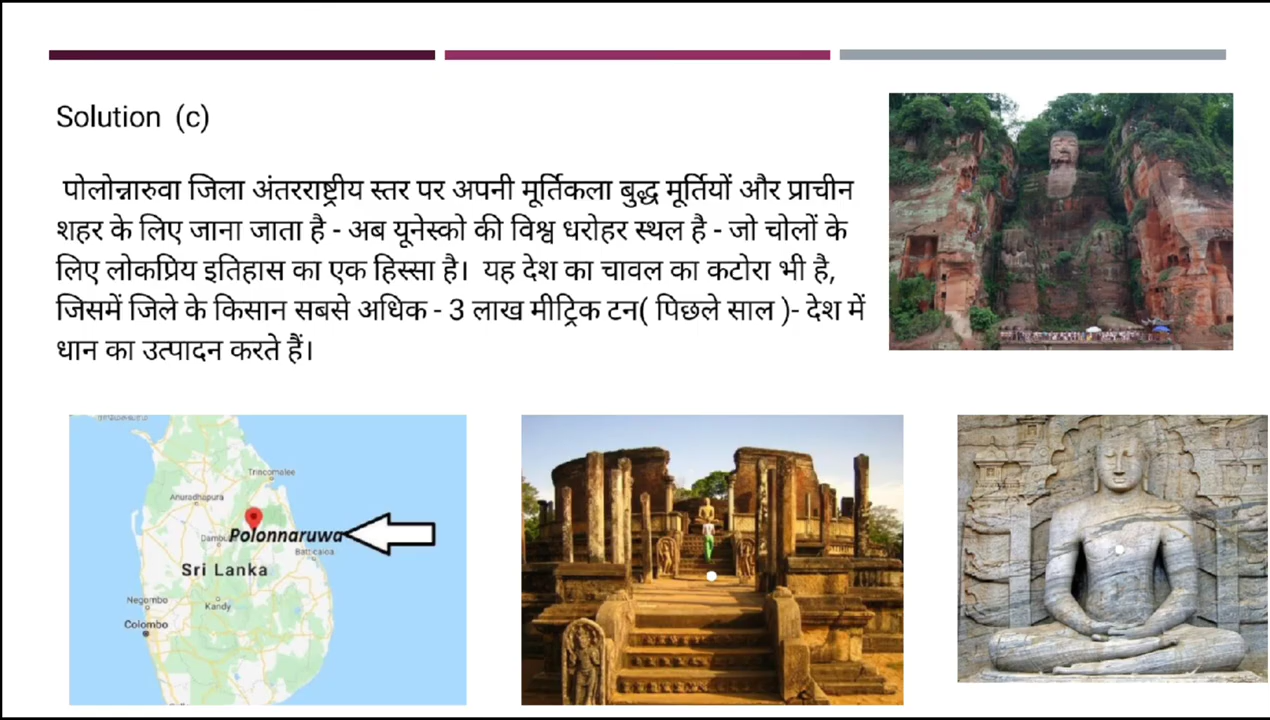 Solution (c)
पोलोन्नारुवा जिला अंतरराष्ट्रीय स्तर पर अपनी मूर्तिकला बुद्ध मूर्तियों और प्राचीन
शहर के लिए जाना जाता है - अब यूनेस्को की विश्व धरोहर स्थल है - जो चोलों के
लिए लोकप्रिय इतिहास का एक हिस्सा है। यह देश का चावल का कटोरा भी है,
जिसमें जिले के किसान सबसे अधिक - 3 लाख मीट्रिक टन( पिछले साल )- देश में
धान का उत्पादन करते हैं।
Trincomalee
Anuradhapura
Polonnaruwa
Batticaloa
Sri Lanka
Negombo
Kandy
Colombo